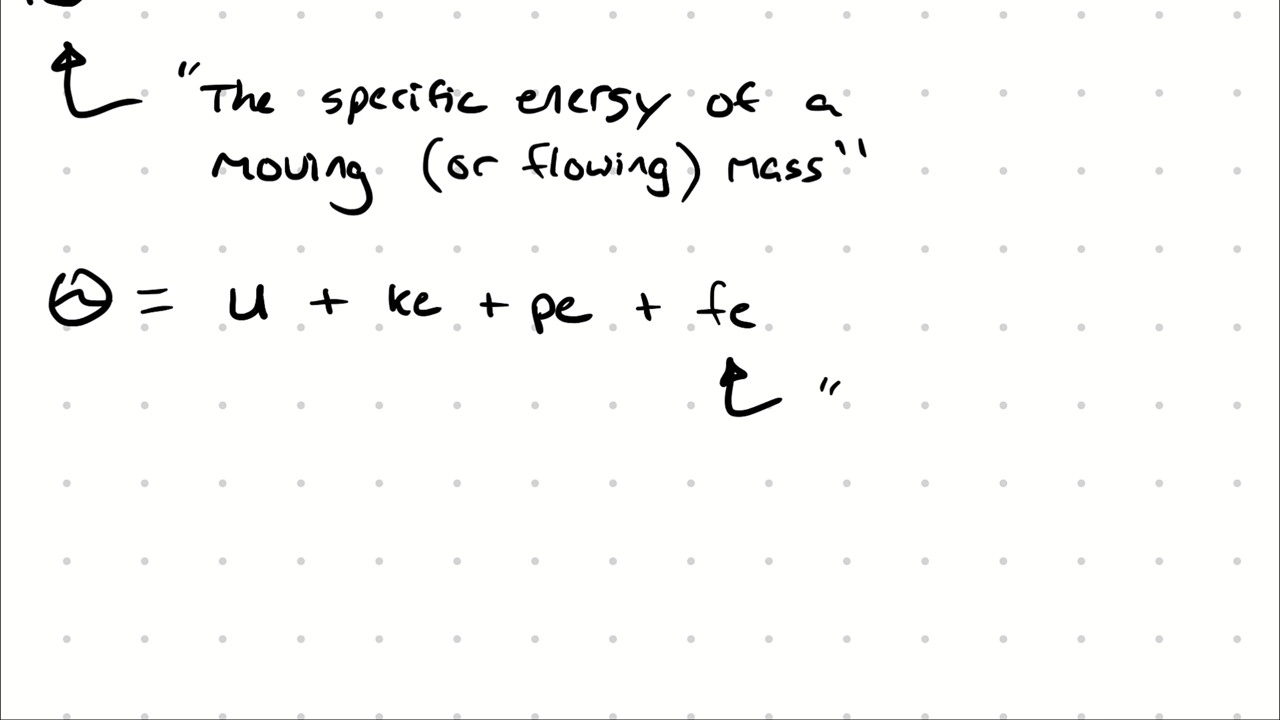 "The specific energy of a
moving (or flowing) mass"
Θ = u + ke + pe + fe
"